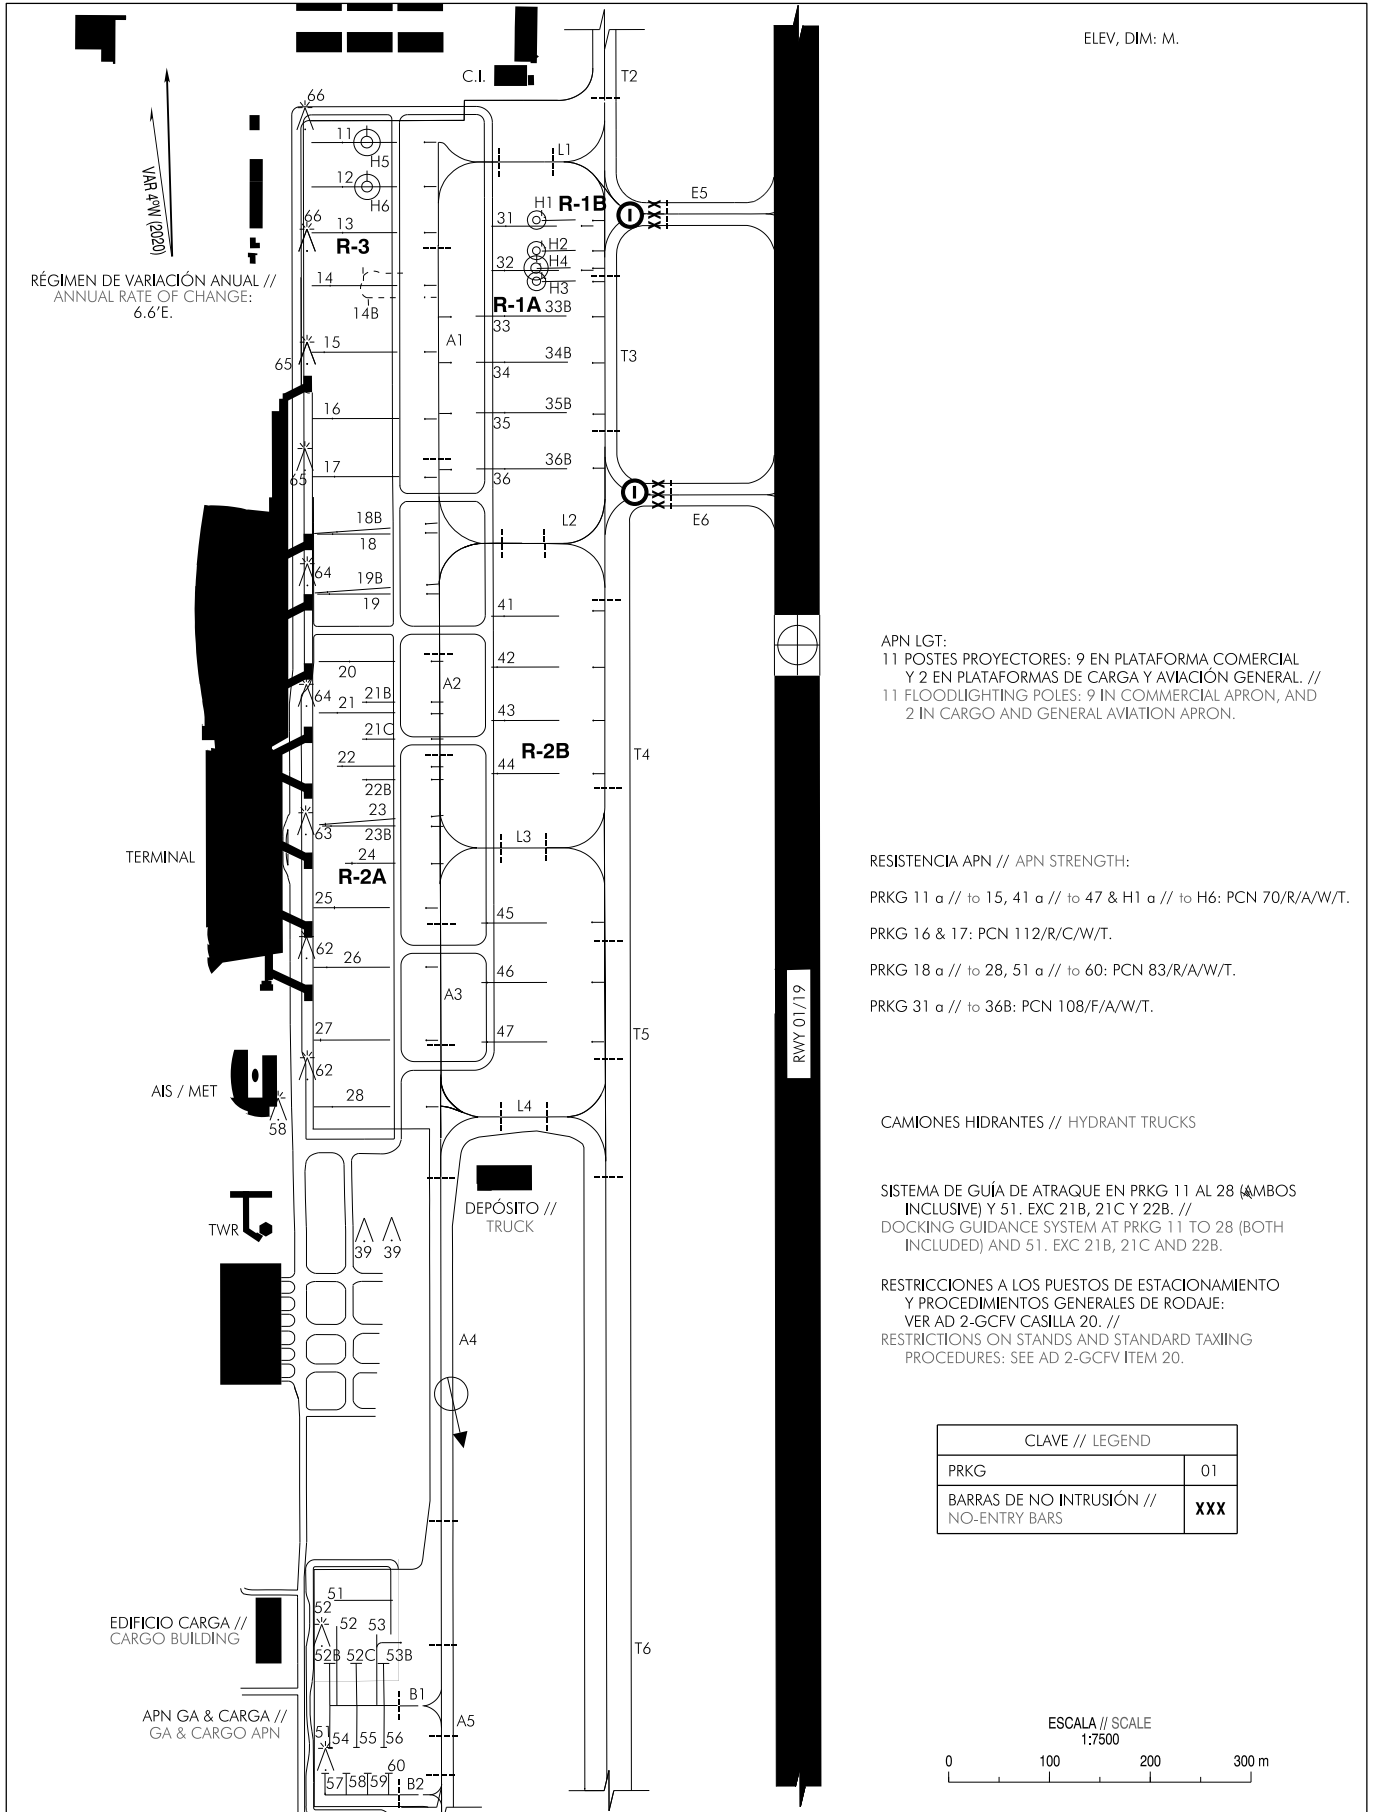 ELEV, DIM: M.
C.I.
T2
66
11
H5
L1
12
H6
VAR 4°W (2020)
E5
H1
R-1B
31
66
13
R-3
H2
32
H4
H3
RÉGIMEN DE VARIACIÓN ANUAL //
ANNUAL RATE OF CHANGE:
6.6'E.
14
14B
R-1A
33B
33
A1
15
65
34B
34
T3
16
35B
35
17
65
36B
36
18B
18
L2
E6
64
19B
19
41
20
42
64
21B
21
A2
43
21C
R-2B
22
44
T4
22B
23
63
23B
L3
24
R-2A
TERMINAL
25
45
62
26
46
A3
27
47
T5
62
RWY 01/19
AIS / MET
28
L4
58
APN LGT:
11 POSTES PROYECTORES: 9 EN PLATAFORMA COMERCIAL
Y 2 EN PLATAFORMAS DE CARGA Y AVIACIÓN GENERAL. //
11 FLOODLIGHTING POLES: 9 IN COMMERCIAL APRON, AND
2 IN CARGO AND GENERAL AVIATION APRON.
RESISTENCIA APN // APN STRENGTH:
PRKG 11 a // to 15, 41 a // to 47 & H1 a // to H6: PCN 70/R/A/W/T.
PRKG 16 & 17: PCN 112/R/C/W/T.
PRKG 18 a // to 28, 51 a // to 60: PCN 83/R/A/W/T.
PRKG 31 a // to 36B: PCN 108/F/A/W/T.
CAMIONES HIDRANTES // HYDRANT TRUCKS
SISTEMA DE GUÍA DE ATRAQUE EN PRKG 11 AL 28 (AMBOS
INCLUSIVE) Y 51. EXC 21B, 21C Y 22B. //
DOCKING GUIDANCE SYSTEM AT PRKG 11 TO 28 (BOTH
INCLUDED) AND 51. EXC 21B, 21C AND 22B.
RESTRICCIONES A LOS PUESTOS DE ESTACIONAMIENTO
Y PROCEDIMIENTOS GENERALES DE RODAJE:
VER AD 2-GCFV CASILLA 20. //
RESTRICTIONS ON STANDS AND STANDARD TAXIING
PROCEDURES: SEE AD 2-GCFV ITEM 20.
DEPÓSITO //
TRUCK
TWR
39 39
A4
CLAVE // LEGEND
PRKG 01
BARRAS DE NO INTRUSIÓN //
NO-ENTRY BARS
XXX
51
52
52 53
EDIFICIO CARGA //
CARGO BUILDING
52B 52C 53B
T6
B1
APN GA & CARGA //
GA & CARGO APN
A5
51
54 55 56
60
57 58 59
B2
ESCALA // SCALE
1:7500
0 100 200 300 m